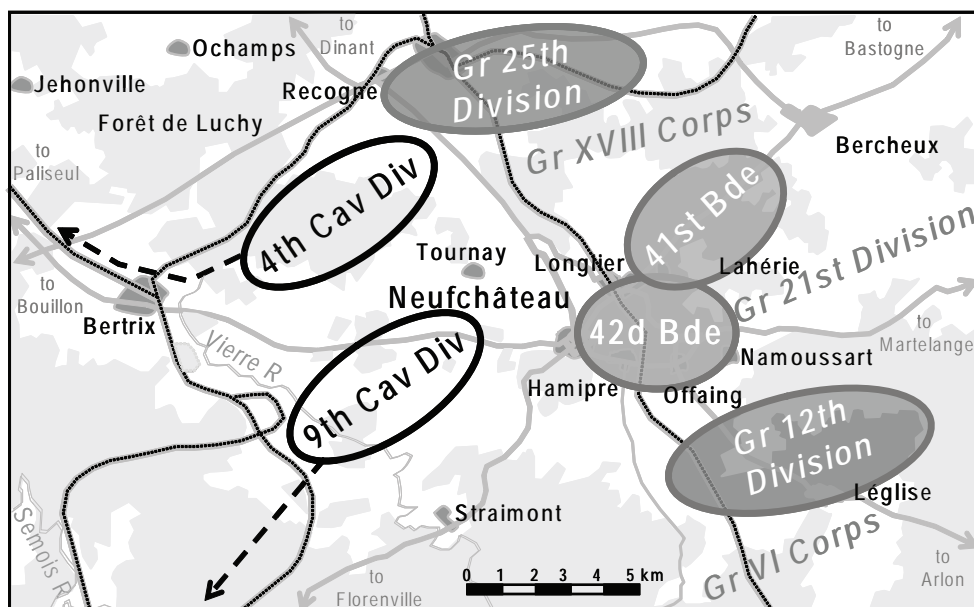 to
Dinant
Ochamps
to
Bastogne
Jehonville
Recogne
Gr 25th
Division
Forêt de Luchy
Gr XVIII Corps
Bercheux
to
Paliseul
4th Cav Div
41st Bde
Tournay
Longlier
Lahérie
Gr 21st Division
to
Bouillon
Neufchâteau
Bertrix
42d Bde
to
Martelange
Vierre R
9th Cav Div
Namoussart
Hamipre
Offaing
Gr 12th
Division
Léglise
Straimont
Semois R
Gr VI Corps
to
Florenville
0 1 2 3 4 5 km
to
Arlon